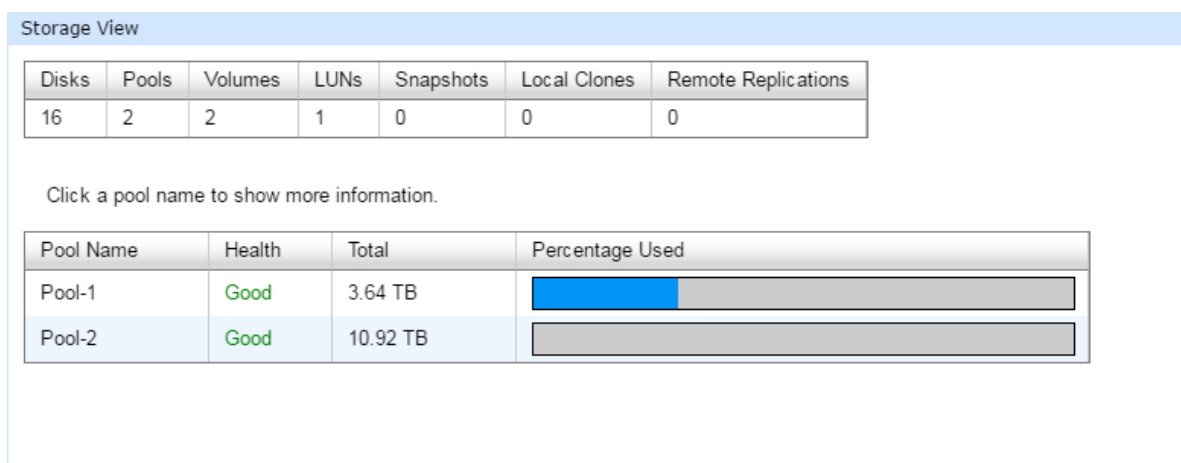 Storage View
Disks Pools Volumes LUNs Snapshots Local Clones Remote Replications
16 2 2 1 0 0 0
Click a pool name to show more information.
Pool Name Health Total Percentage Used
Pool-1 Good 3.64 TB
Pool-2 Good 10.92 TB